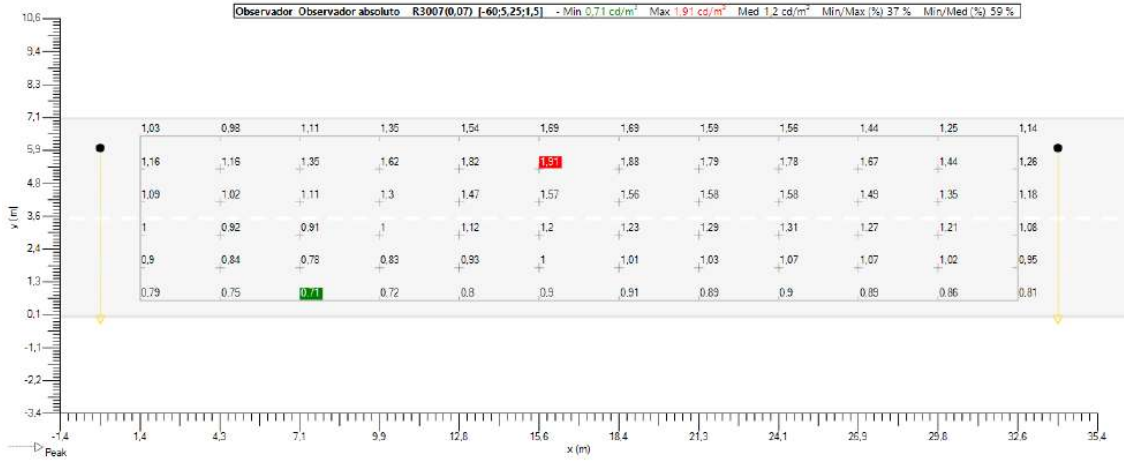 Observador Observador absoluto R3007(0,07) [-60;5,25;1,5] - Min 0,71 cd/m² Max 1,91 cd/m² Med 1,2 cd/m² Min/Max (%) 37 % Min/Med (%) 59 %
10,6
9,4
8,3
7,1
1,03 0,98 1,11 1,35 1,54 1,69 1,69 1,59 1,56 1,44 1,25 1,14
5,9
1,16 1,16 1,35 1,62 1,82 1,91 1,88 1,79 1,78 1,67 1,44 1,26
4,8
1,09 1,02 1,11 1,3 1,47 1,57 1,56 1,58 1,58 1,49 1,35 1,18
3,6
y (m)
1 0,92 0,91 1 1,12 1,2 1,23 1,29 1,31 1,27 1,21 1,08
2,4
0,9 0,84 0,78 0,83 0,93 1 1,01 1,03 1,07 1,07 1,02 0,95
1,3
0,79 0,75 0,71 0,72 0,8 0,9 0,91 0,89 0,9 0,89 0,86 0,81
0,1
-1,1
-2,2
-3,4
-1,4 1,4 4,3 7,1 9,9 12,8 15,6 18,4 21,3 24,1 26,9 29,8 32,6 35,4
Peak
x (m)